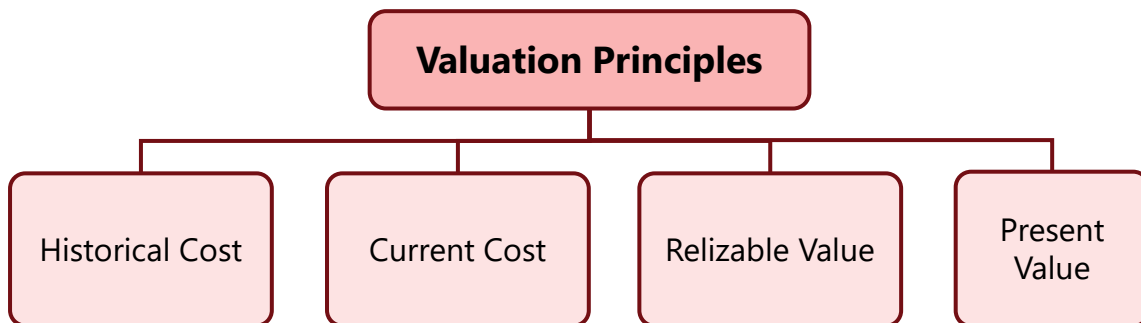 Valuation Principles
Historical Cost
Current Cost
Relizable Value
Present
Value